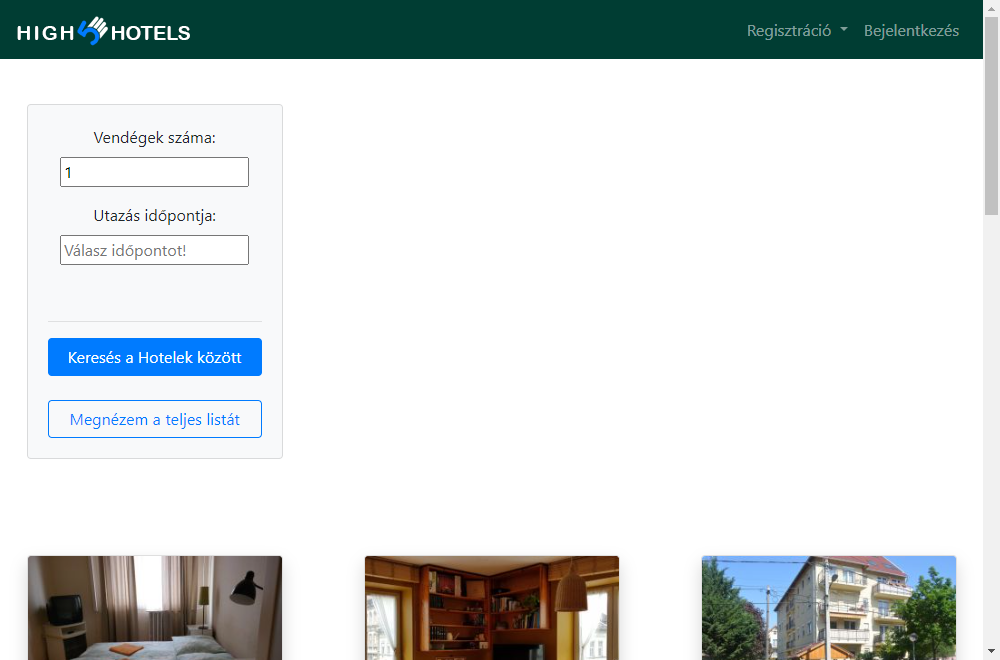 HIGH HOTELS
Regisztráció
Bejelentkezés
Vendégek száma:
1
Utazás időpontja:
Válasz időpontot!
Keresés a Hotelek között
Megnézem a teljes listát